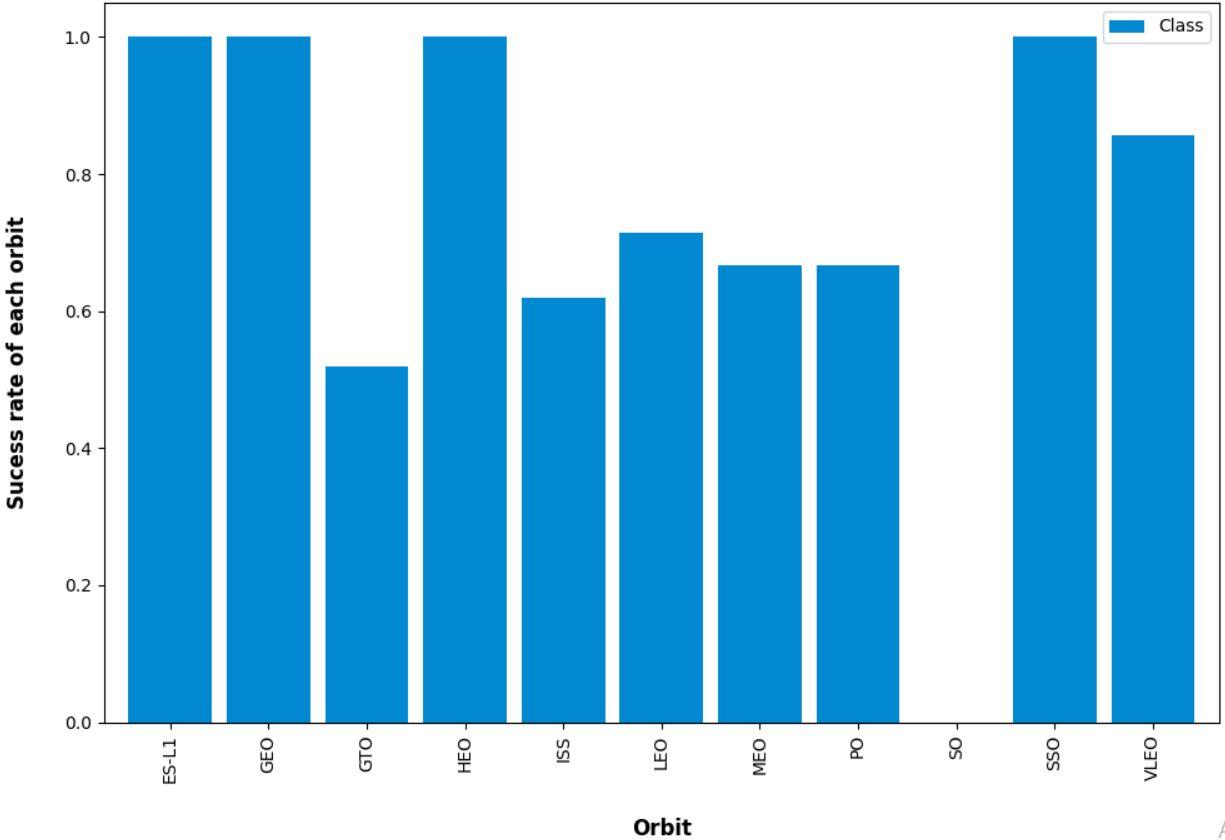 Class
1.0
0.8
0.6
0.4
0.2
0.0
Sucess rate of each orbit
ES-L1
GEO
GTO
HEO
ISS
LEO
MEO
PO
SO
SSO
VLEO
Orbit